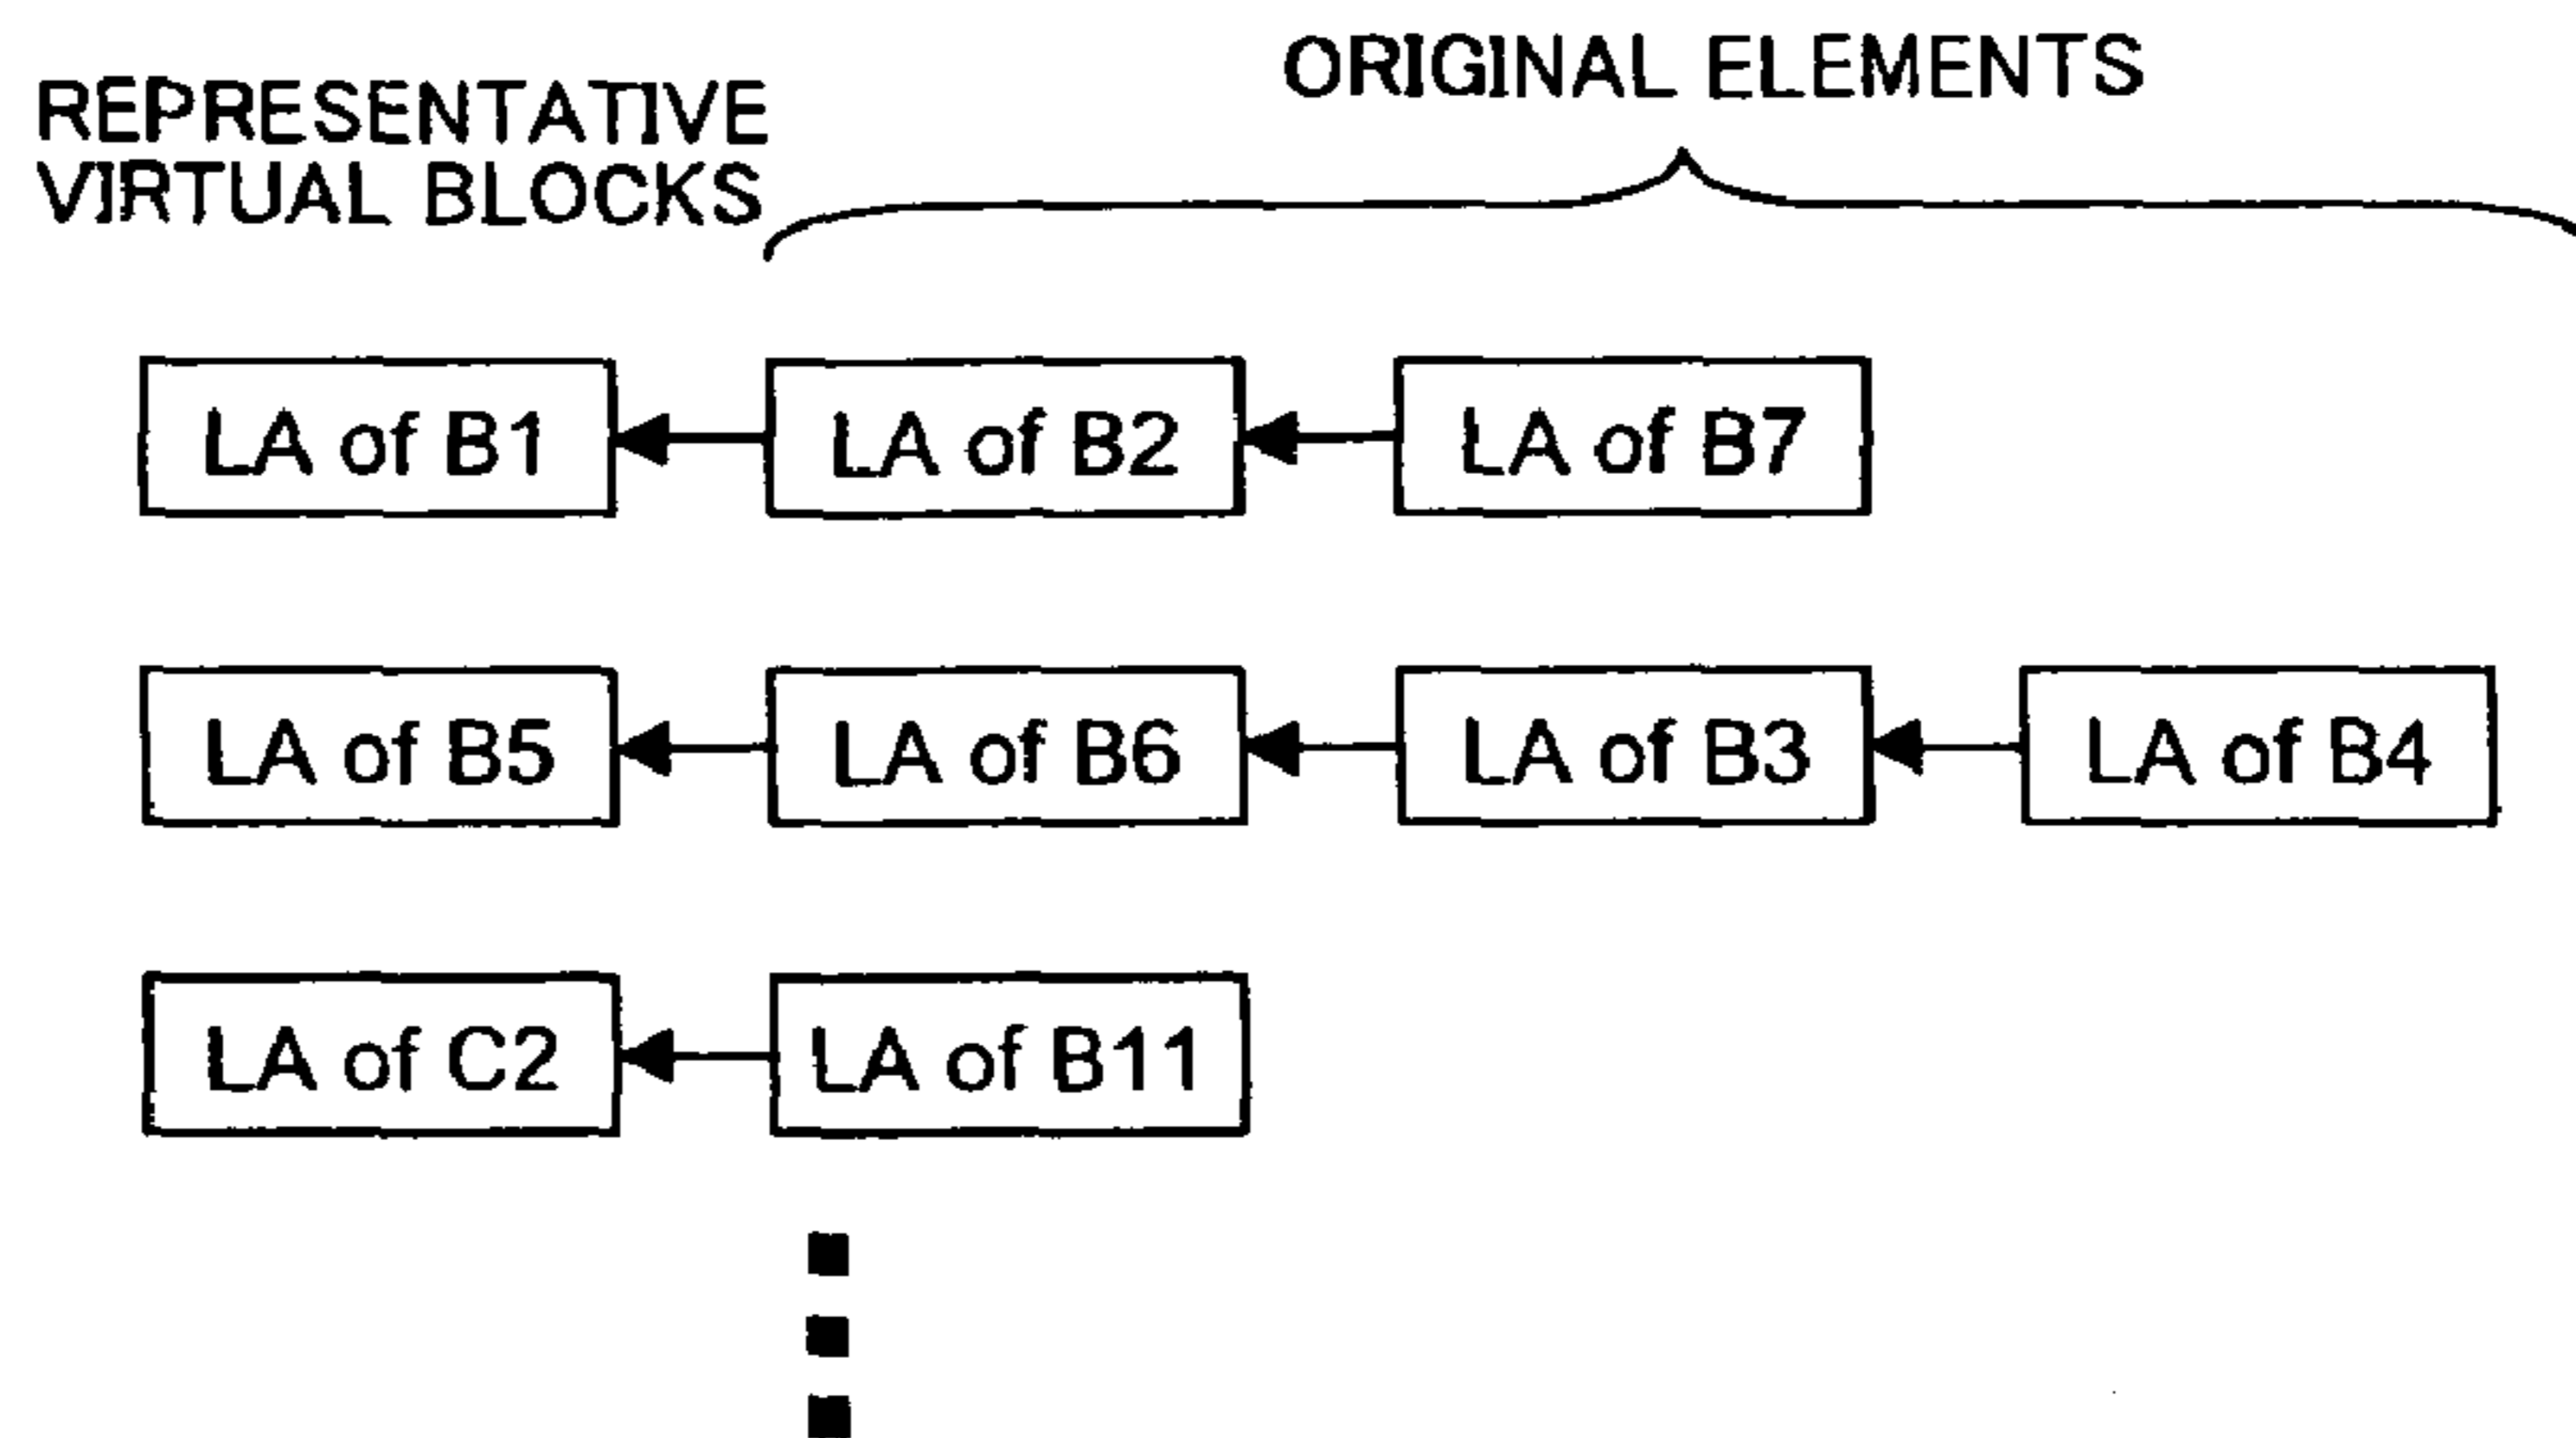 ORIGINAL ELEMENTS
REPRESENTATIVE
VIRTUAL BLOCKS
LA of B1
LA of B2
LA of B7
LA of B5
LA of B6
LA of B3
LA of B4
LA of C2
LA of B11